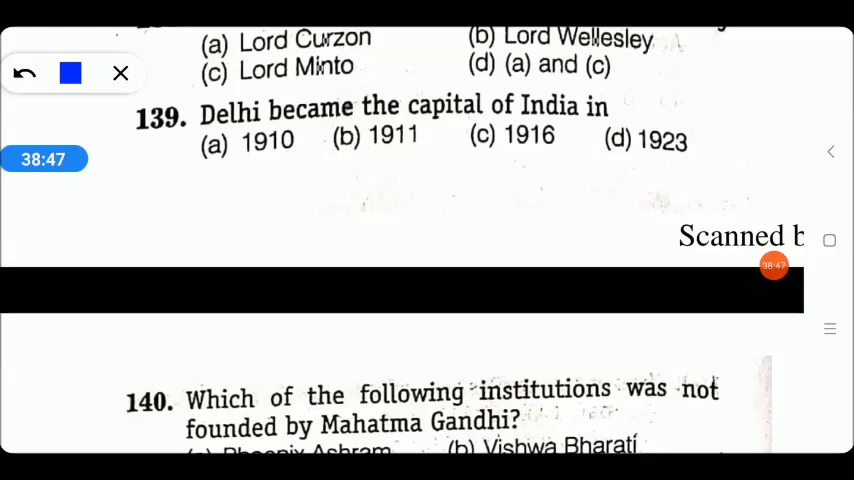 (a) Lord Curzon (b) Lord Wellesley
(c) Lord Minto (d) (a) and (c)
139. Delhi became the capital of India in
(a) 1910 (b) 1911 (c) 1916 (d) 1923
38:47
Scanned b
38:47
140. Which of the following institutions was not
founded by Mahatma Gandhi?
(a) Phoenix Ashram (b) Vishwa Bharati